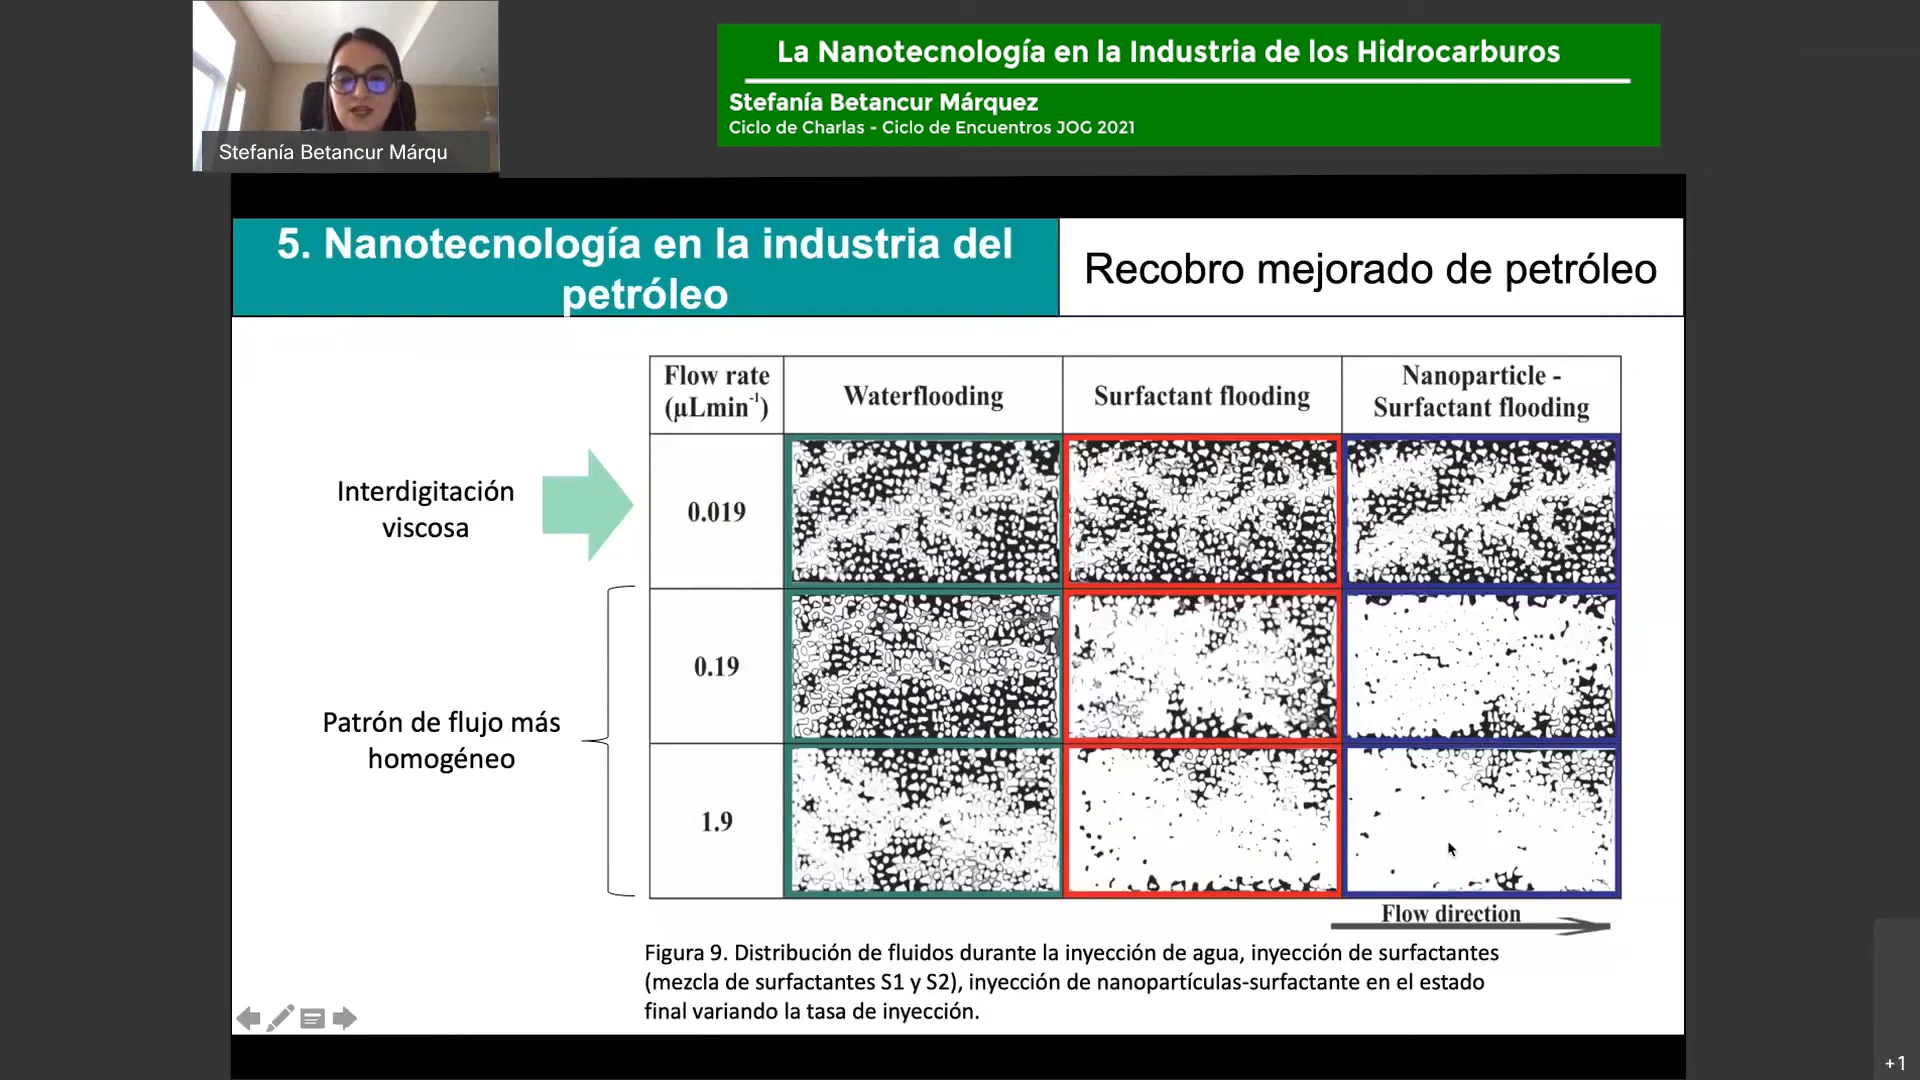 La Nanotecnología en la Industria de los Hidrocarburos
Stefanía Betancur Márquez
Ciclo de Charlas - Ciclo de Encuentros JOG 2021
Stefanía Betancur Márqu
5. Nanotecnología en la industria del
petróleo
Recobro mejorado de petróleo
Flow rate
(µLmin⁻¹)
Waterflooding
Surfactant flooding
Nanoparticle -
Surfactant flooding
Interdigitación
viscosa
0.019
0.19
Patrón de flujo más
homogéneo
1.9
Flow direction
Figura 9. Distribución de fluidos durante la inyección de agua, inyección de surfactantes
(mezcla de surfactantes S1 y S2), inyección de nanopartículas-surfactante en el estado
final variando la tasa de inyección.
+1